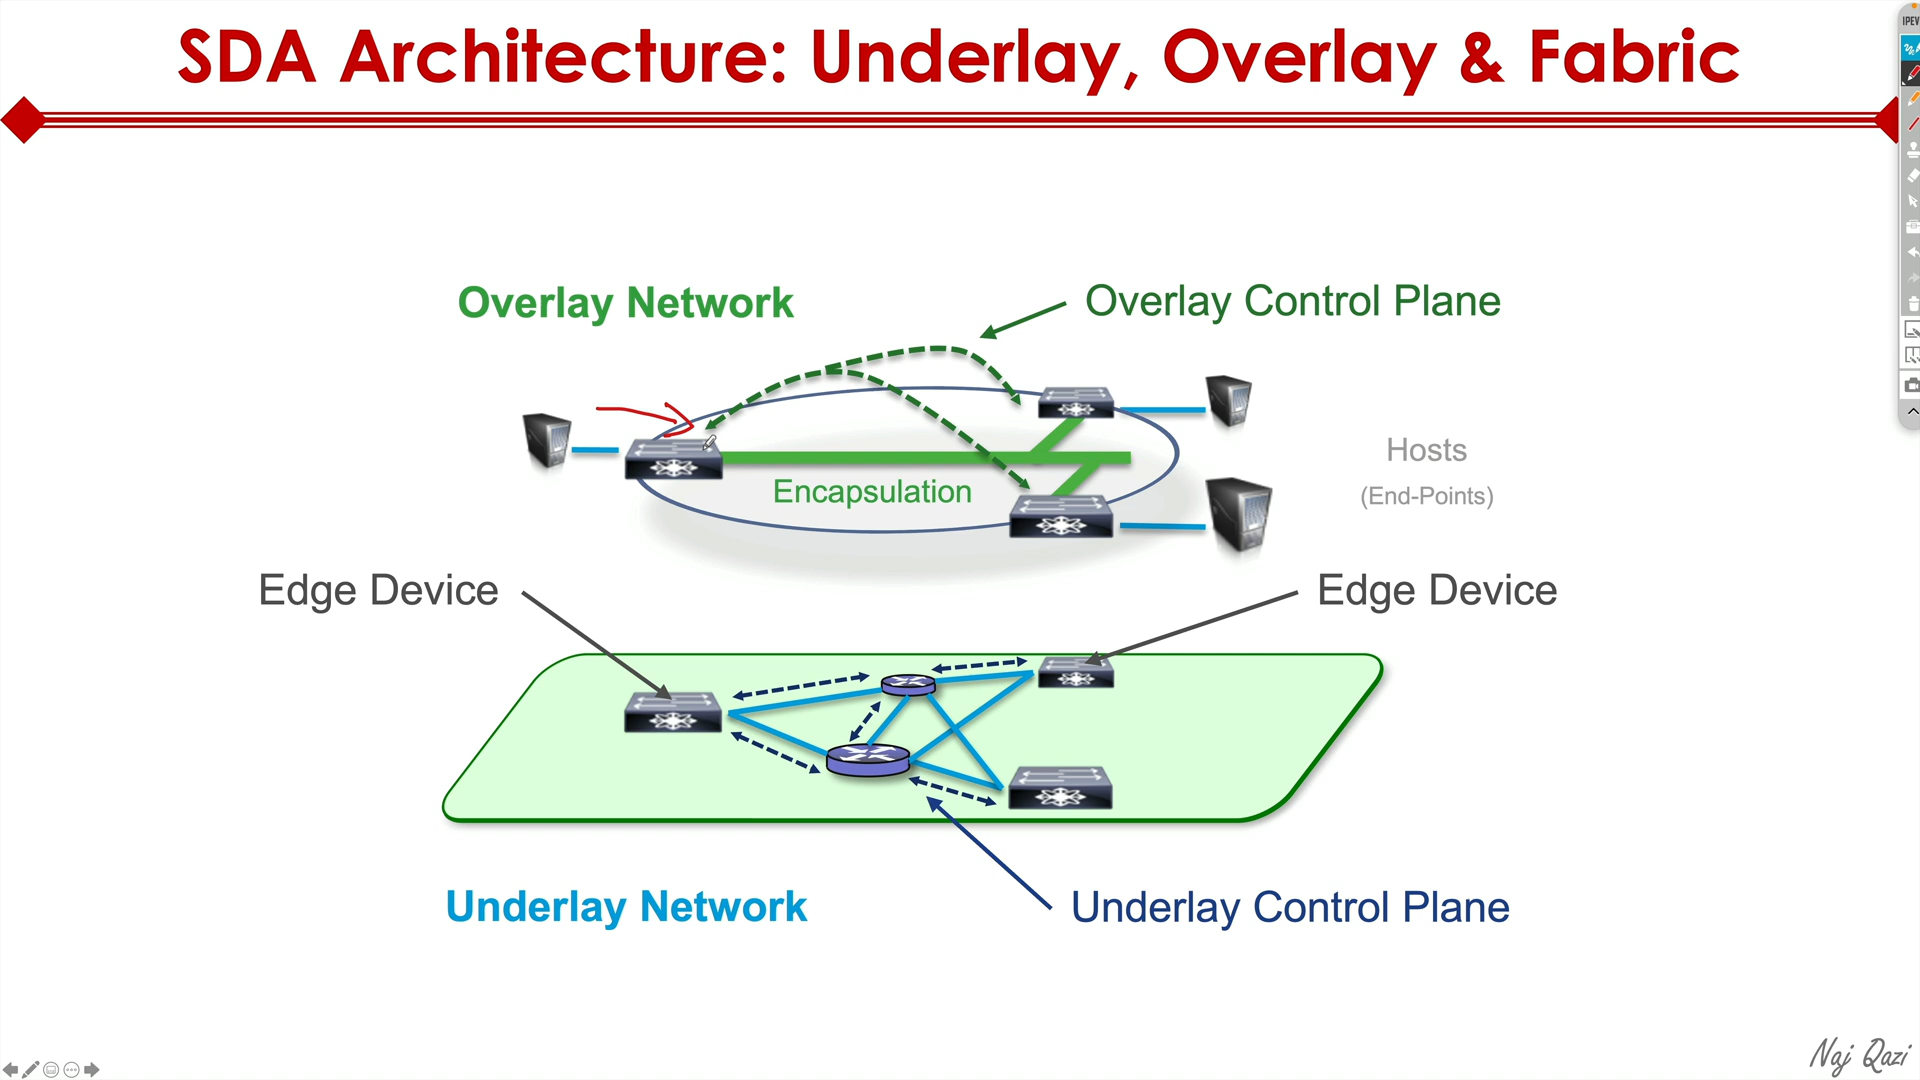 SDA Architecture: Underlay, Overlay & Fabric
IPEV
Overlay Network
Overlay Control Plane
Hosts
(End-Points)
Encapsulation
Edge Device
Edge Device
Underlay Network
Underlay Control Plane
Naj Qazi